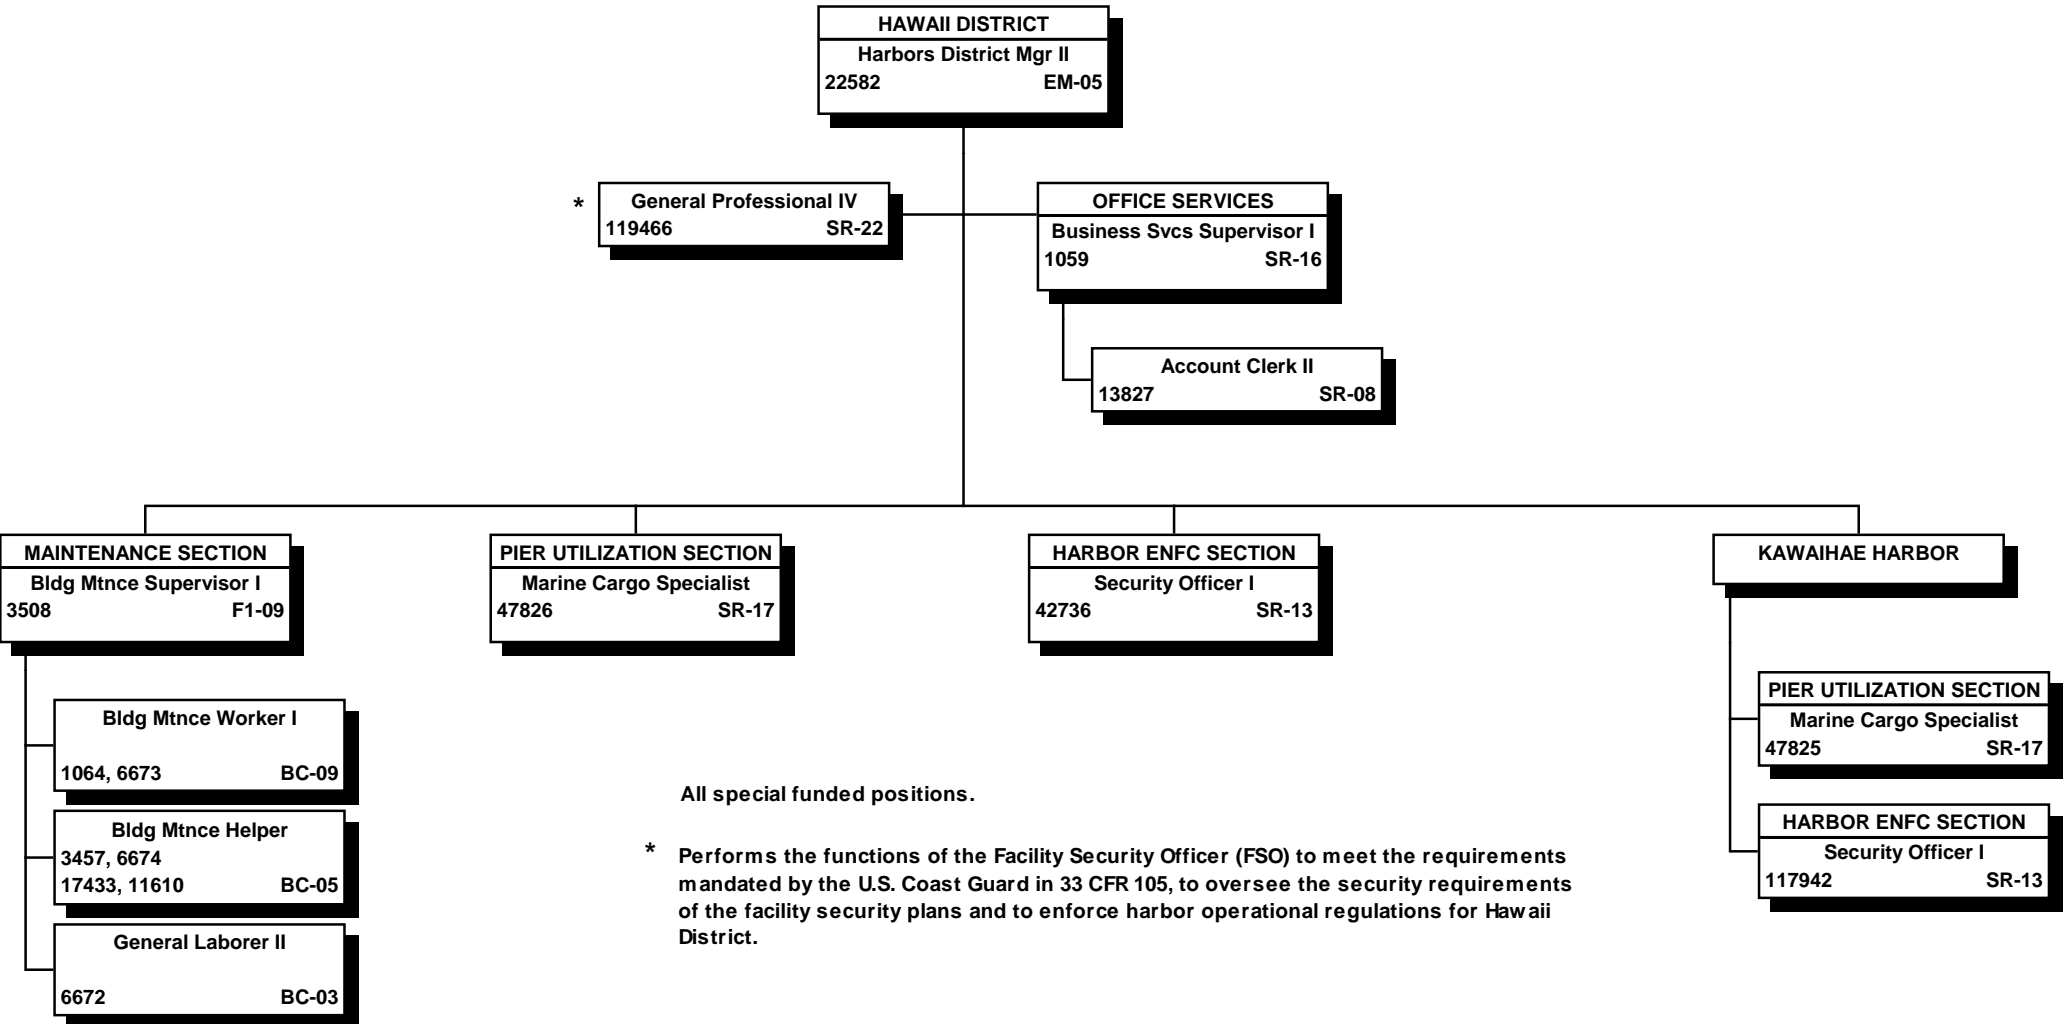 HAWAII DISTRICT
Harbors District Mgr II
22582 EM-05
*
General Professional IV
119466 SR-22
OFFICE SERVICES
Business Svcs Supervisor I
1059 SR-16
Account Clerk II
13827 SR-08
MAINTENANCE SECTION
Bldg Mtnce Supervisor I
3508 F1-09
Bldg Mtnce Worker I
1064, 6673 BC-09
Bldg Mtnce Helper
3457, 6674
17433, 11610 BC-05
General Laborer II
6672 BC-03
PIER UTILIZATION SECTION
Marine Cargo Specialist
47826 SR-17
HARBOR ENFC SECTION
Security Officer I
42736 SR-13
KAWAIHAE HARBOR
PIER UTILIZATION SECTION
Marine Cargo Specialist
47825 SR-17
HARBOR ENFC SECTION
Security Officer I
117942 SR-13
All special funded positions.
* Performs the functions of the Facility Security Officer (FSO) to meet the requirements
mandated by the U.S. Coast Guard in 33 CFR 105, to oversee the security requirements
of the facility security plans and to enforce harbor operational regulations for Hawaii
District.